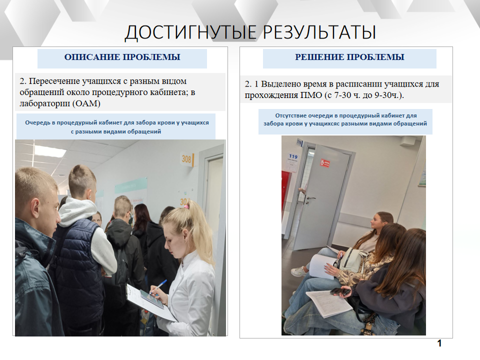 ДОСТИГНУТЫЕ РЕЗУЛЬТАТЫ
ОПИСАНИЕ ПРОБЛЕМЫ
2. Пересечение учащихся с разным видом
обращений около процедурного кабинета; в
лаборатории (ОАМ)
Очередь в процедурный кабинет для забора крови у учащихся
с разными видами обращений
РЕШЕНИЕ ПРОБЛЕМЫ
2. 1 Выделено время в расписании учащихся для
прохождения ПМО (с 7-30 ч. до 9-30ч.).
Отсутствие очереди в процедурный кабинет для
забора крови у учащихсяс разными видами обращений
119
1